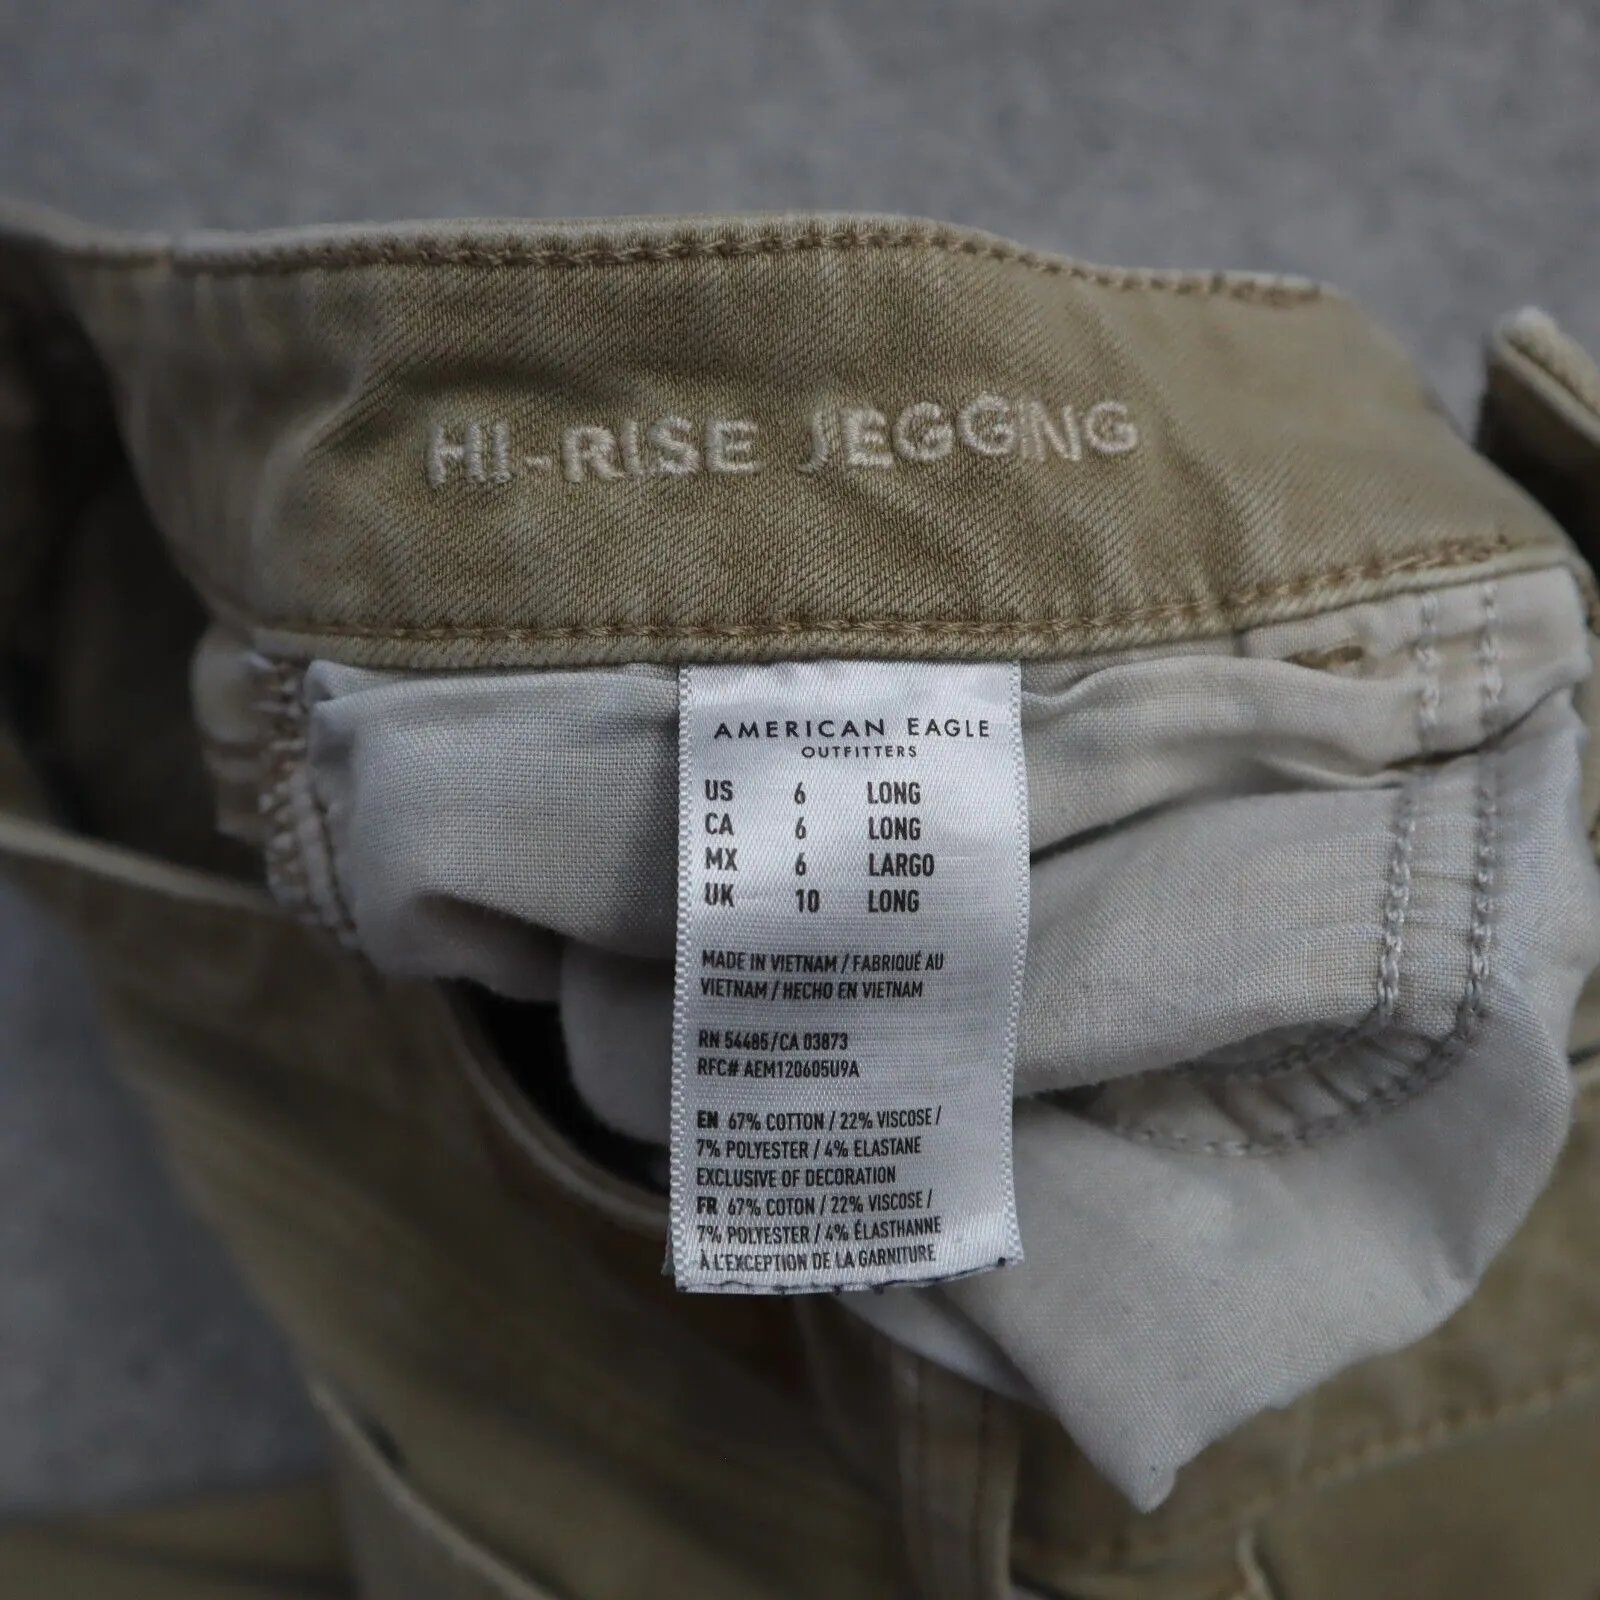 HI-RISE JEGGING
AMERICAN EAGLE
OUTFITTERS
US 6 LONG
CA 6 LONG
MX 6 LARGO
UK 10 LONG
MADE IN VIETNAM / FABRIQUÉ AU
VIETNAM / HECHO EN VIETNAM
RN 54485/CA 03873
RFC# AEM120605U9A
EN 67% COTTON / 22% VISCOSE /
7% POLYESTER / 4% ELASTANE
EXCLUSIVE OF DECORATION
FR 67% COTON / 22% VISCOSE /
7% POLYESTER / 4% ÉLASTHANNE
À L'EXCEPTION DE LA GARNITURE